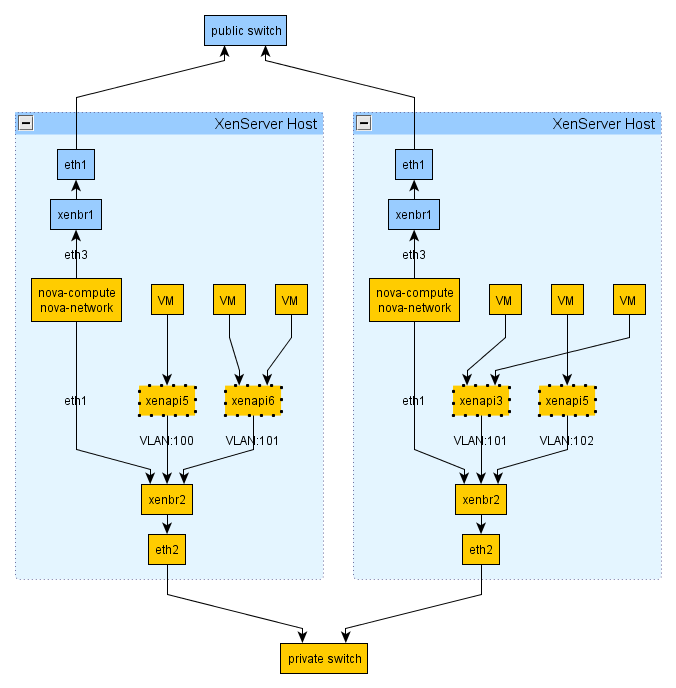 public switch
XenServer Host
eth1
xenbr1
eth3
nova-compute
nova-network
VM
VM
VM
eth1
xenapi5
xenapi6
VLAN:100
VLAN:101
xenbr2
eth2
XenServer Host
eth1
xenbr1
eth3
nova-compute
nova-network
VM
VM
VM
eth1
xenapi3
xenapi5
VLAN:101
VLAN:102
xenbr2
eth2
private switch